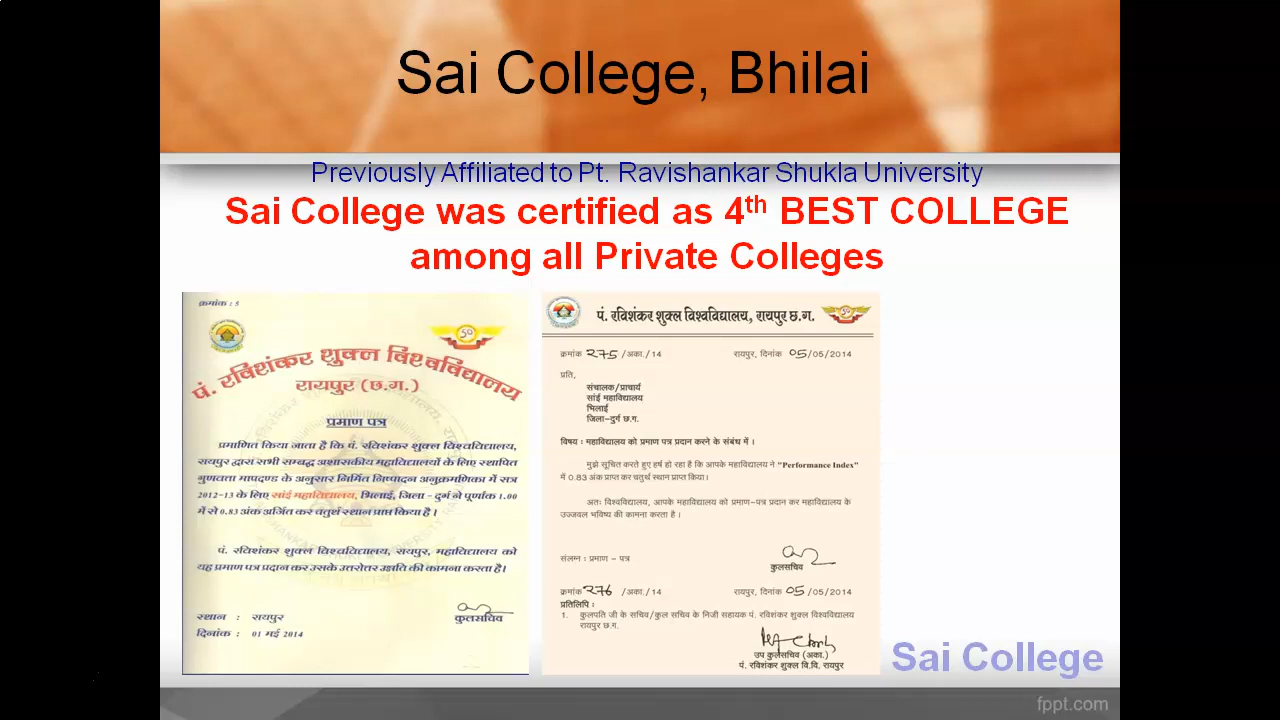 Sai College, Bhilai
Previously Affiliated to Pt. Ravishankar Shukla University
Sai College was certified as 4th BEST COLLEGE
among all Private Colleges
क्रमांक : 5
50
पं. रविशंकर शुक्ल विश्वविद्यालय
रायपुर (छ.ग.)
प्रमाण पत्र
प्रमाणित किया जाता है कि पं. रविशंकर शुक्ल विश्वविद्यालय,
रायपुर द्वारा सभी सम्बद्ध अशासकीय महाविद्यालयों के लिए स्थापित
गुणवत्ता मापदण्ड के अनुसार निर्मित निष्पादन अनुक्रमणिका में सत्र
2012-13 के लिए सांई महाविद्यालय, भिलाई, जिला - दुर्ग ने पूर्णांक 1.00
में से 0.83 अंक अर्जित कर चतुर्थ स्थान प्राप्त किया है।
पं. रविशंकर शुक्ल विश्वविद्यालय, रायपुर, महाविद्यालय को
यह प्रमाण पत्र प्रदान कर उसके उत्तरोत्तर उन्नति की कामना करता है।
स्थान : रायपुर
कुलसचिव
दिनांक : 01 मई 2014
पं. रविशंकर शुक्ल विश्वविद्यालय, रायपुर छ.ग.
क्रमांक 275 /अका./14 रायपुर, दिनांक 05/05/2014
प्रति,
संचालक/प्राचार्य
सांई महाविद्यालय
भिलाई
जिला-दुर्ग छ.ग.
विषय : महाविद्यालय को प्रमाण पत्र प्रदान करने के संबंध में।
मुझे सूचित करते हुए हर्ष हो रहा है कि आपके महाविद्यालय ने "Performance Index"
में 0.83 अंक प्राप्त कर चतुर्थ स्थान प्राप्त किया।
अतः विश्वविद्यालय, आपके महाविद्यालय को प्रमाण-पत्र प्रदान कर महाविद्यालय के
उज्जवल भविष्य की कामना करता है।
संलग्न : प्रमाण - पत्र
कुलसचिव
क्रमांक 276 /अका./14 रायपुर, दिनांक 05/05/2014
प्रतिलिपि :
1. कुलपति जी के सचिव/कुल सचिव के निजी सहायक पं. रविशंकर शुक्ल विश्वविद्यालय
रायपुर छ.ग.
उप कुलसचिव (अका.)
पं. रविशंकर शुक्ल वि.वि. रायपुर
Sai College
fppt.com